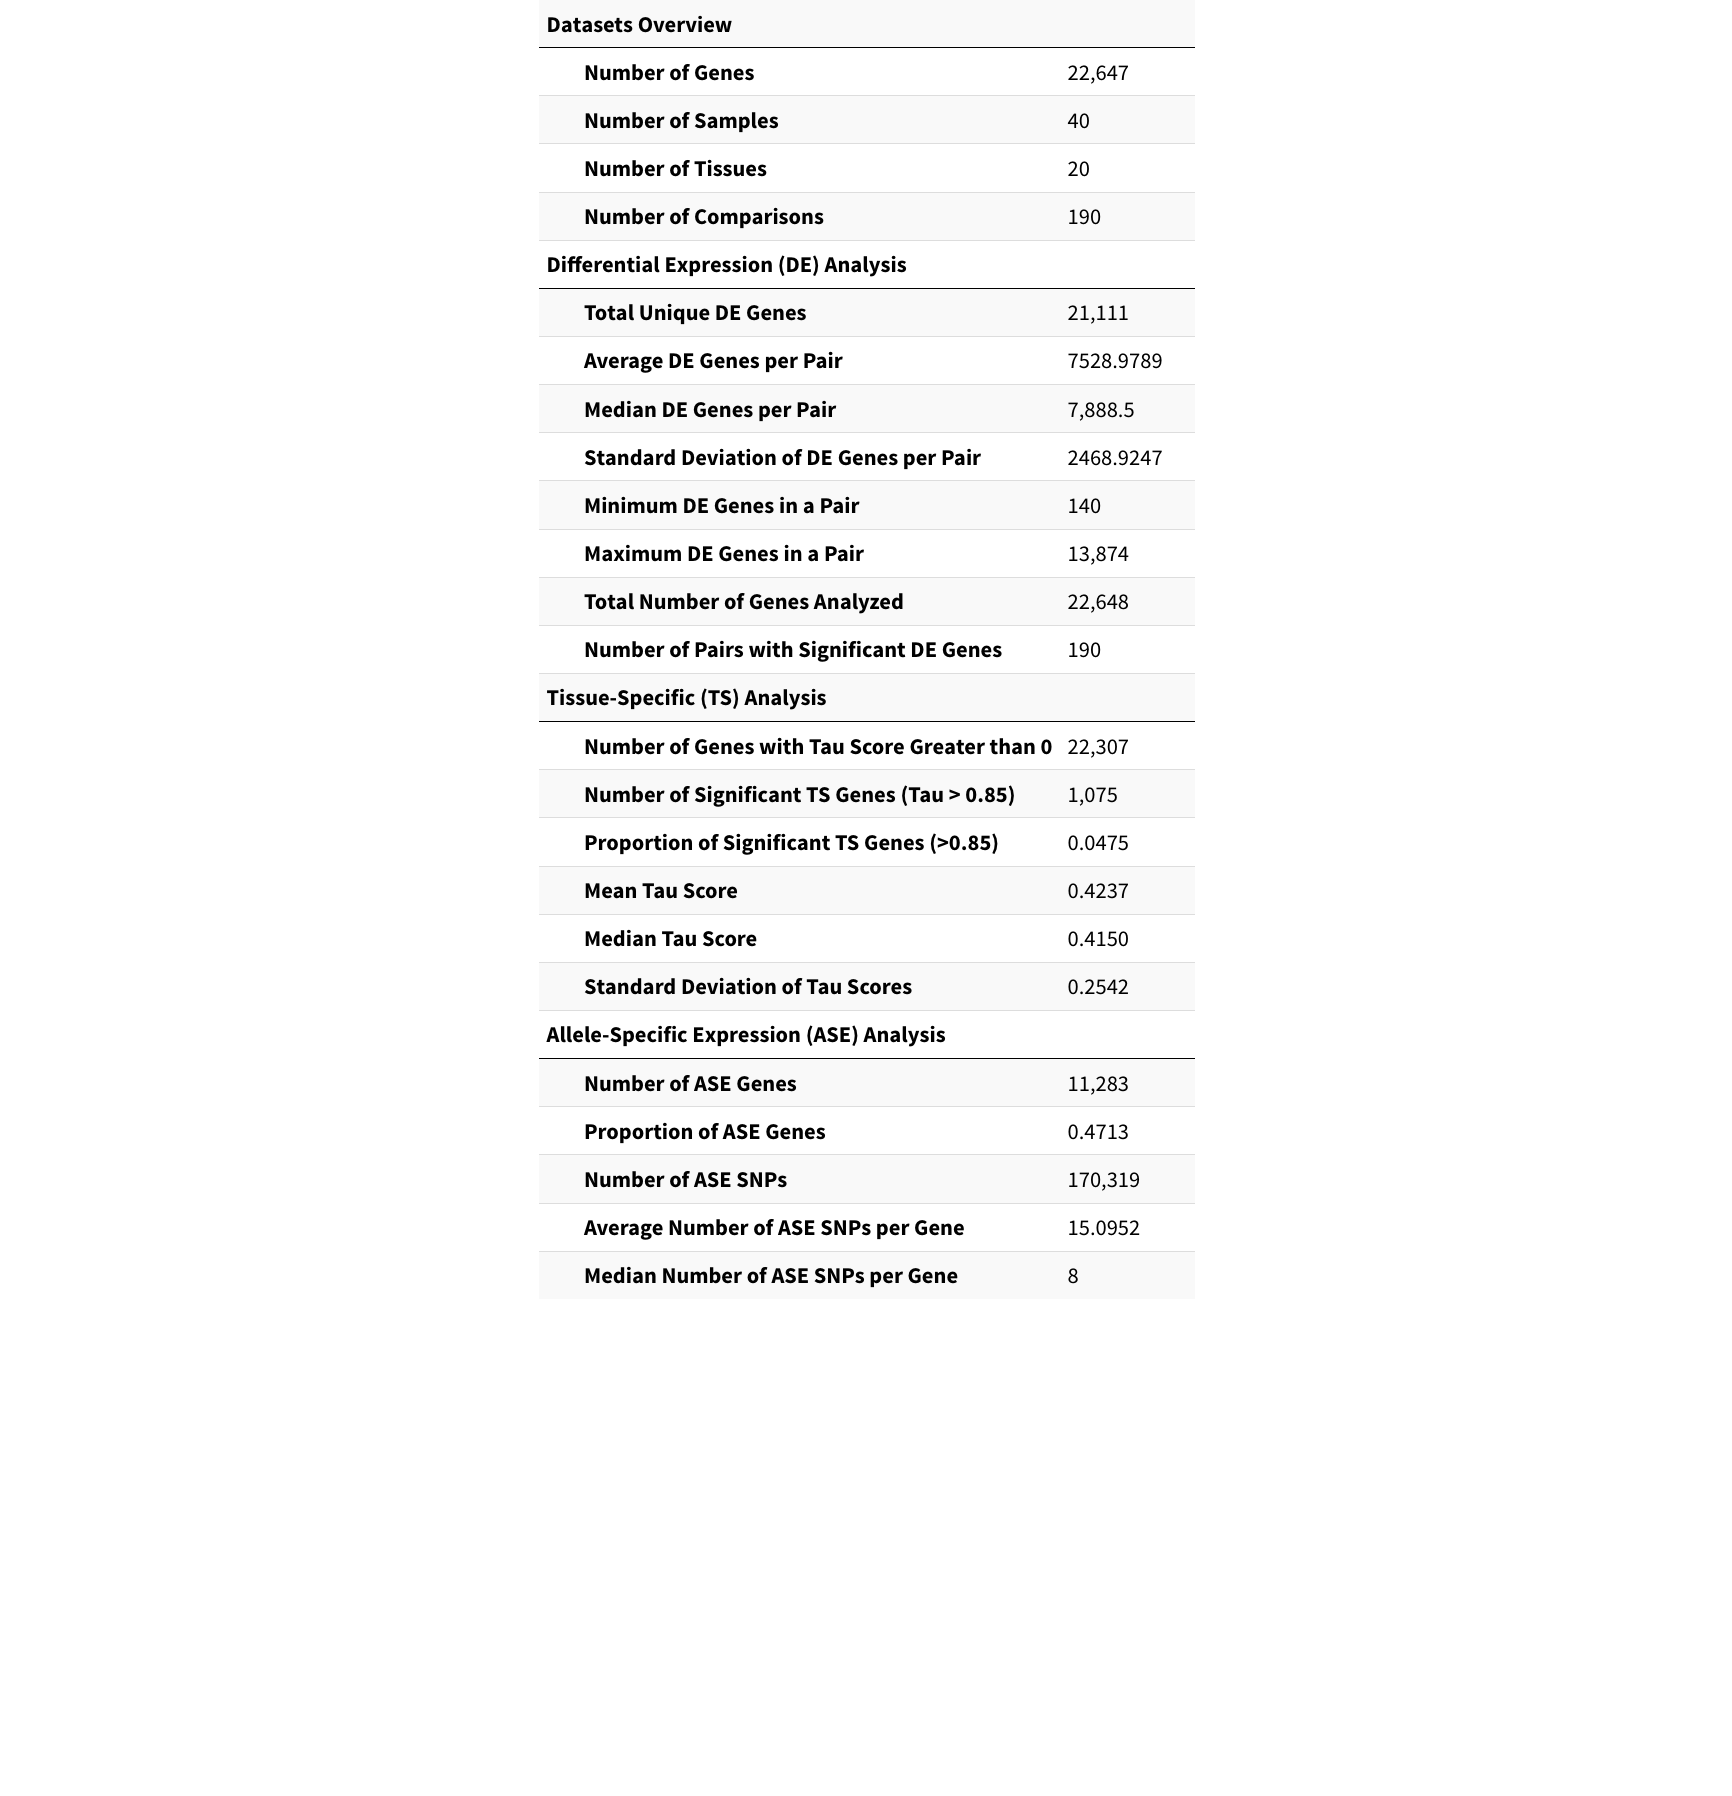 Datasets Overview
Number of Genes 22,647
Number of Samples 40
Number of Tissues 20
Number of Comparisons 190
Differential Expression (DE) Analysis
Total Unique DE Genes 21,111
Average DE Genes per Pair 7528.9789
Median DE Genes per Pair 7,888.5
Standard Deviation of DE Genes per Pair 2468.9247
Minimum DE Genes in a Pair 140
Maximum DE Genes in a Pair 13,874
Total Number of Genes Analyzed 22,648
Number of Pairs with Significant DE Genes 190
Tissue-Specific (TS) Analysis
Number of Genes with Tau Score Greater than 0 22,307
Number of Significant TS Genes (Tau > 0.85) 1,075
Proportion of Significant TS Genes (>0.85) 0.0475
Mean Tau Score 0.4237
Median Tau Score 0.4150
Standard Deviation of Tau Scores 0.2542
Allele-Specific Expression (ASE) Analysis
Number of ASE Genes 11,283
Proportion of ASE Genes 0.4713
Number of ASE SNPs 170,319
Average Number of ASE SNPs per Gene 15.0952
Median Number of ASE SNPs per Gene 8